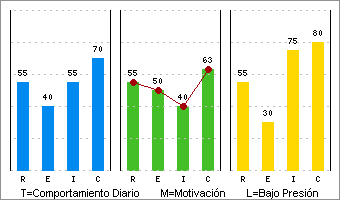 55 40 55 70
55 50 40 63
55 30 75 80
R E I C
R E I C
R E I C
T=Comportamiento Diario M=Motivación L=Bajo Presión